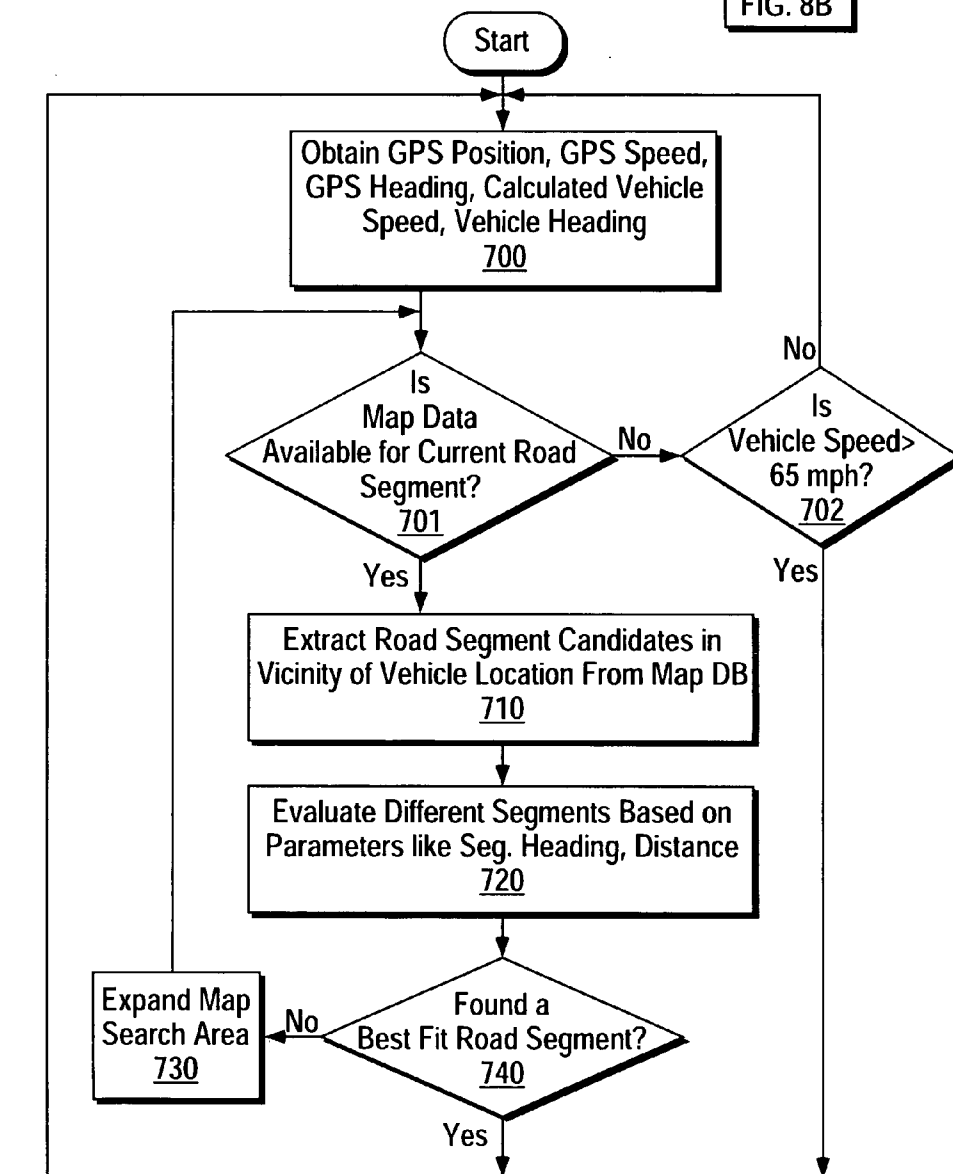 FIG. 8B
Start
Obtain GPS Position, GPS Speed,
GPS Heading, Calculated Vehicle
Speed, Vehicle Heading
700
Is
Map Data
Available for Current Road
Segment?
701
No
No
Is
Vehicle Speed>
65 mph?
702
Yes
Yes
Extract Road Segment Candidates in
Vicinity of Vehicle Location From Map DB
710
Evaluate Different Segments Based on
Parameters like Seg. Heading, Distance
720
Expand Map
Search Area
730
No
Found a
Best Fit Road Segment?
740
Yes